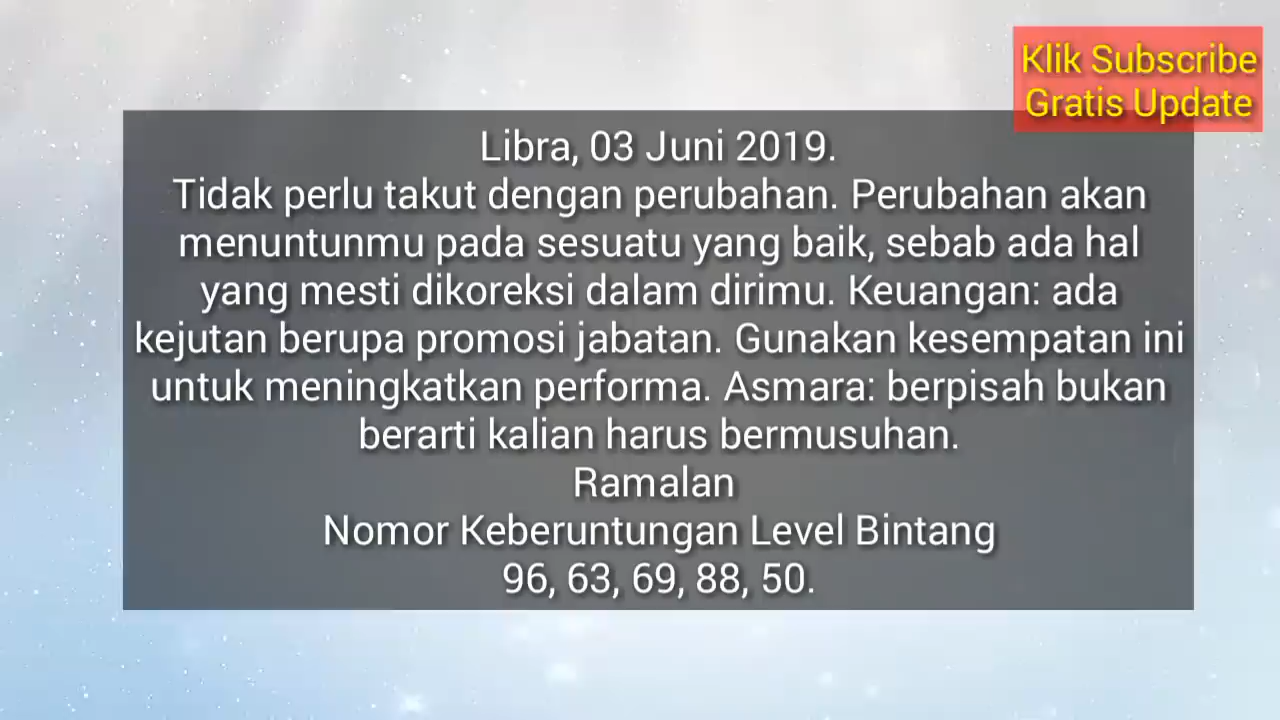 Klik Subscribe
Gratis Update
Libra, 03 Juni 2019.
Tidak perlu takut dengan perubahan. Perubahan akan
menuntunmu pada sesuatu yang baik, sebab ada hal
yang mesti dikoreksi dalam dirimu. Keuangan: ada
kejutan berupa promosi jabatan. Gunakan kesempatan ini
untuk meningkatkan performa. Asmara: berpisah bukan
berarti kalian harus bermusuhan.
Ramalan
Nomor Keberuntungan Level Bintang
96, 63, 69, 88, 50.